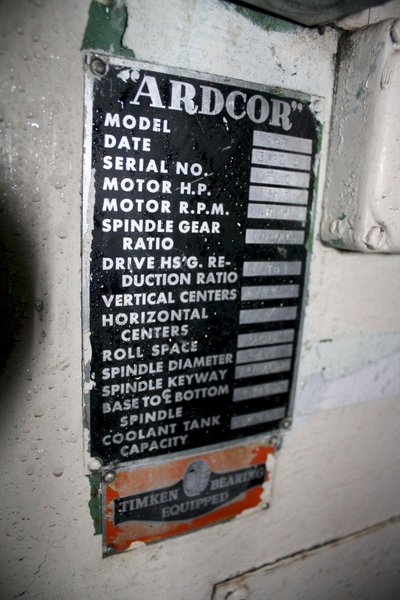 "ARDCOR"
MODEL
DATE
SERIAL NO.
MOTOR H.P.
MOTOR R.P.M.
SPINDLE GEAR
RATIO
DRIVE HS'G. RE-
DUCTION RATIO
VERTICAL CENTERS
HORIZONTAL
CENTERS
ROLL SPACE
SPINDLE DIAMETER
SPINDLE KEYWAY
BASE TO ℄ BOTTOM
SPINDLE
COOLANT TANK
CAPACITY
TIMKEN BEARING
EQUIPPED